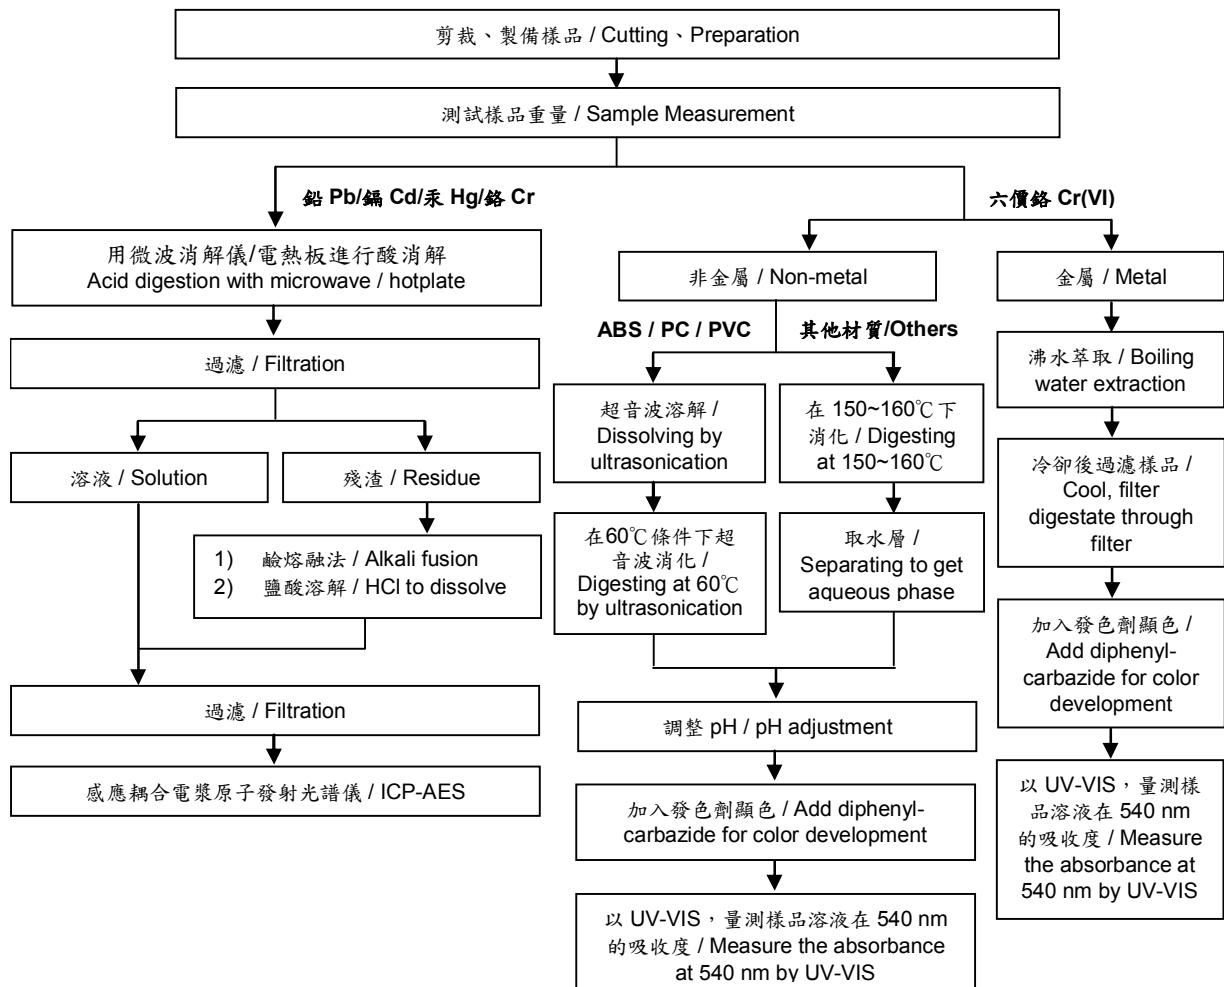 剪裁、製備樣品 / Cutting、Preparation
測試樣品重量 / Sample Measurement
鉛 Pb/鎘 Cd/汞 Hg/鉻 Cr
六價鉻 Cr(VI)
用微波消解儀/電熱板進行酸消解
Acid digestion with microwave / hotplate
非金屬 / Non-metal
金屬 / Metal
ABS / PC / PVC
其他材質/Others
過濾 / Filtration
沸水萃取 / Boiling
water extraction
超音波溶解 /
Dissolving by
ultrasonication
在 150~160℃下
消化 / Digesting
at 150~160℃
溶液 / Solution
殘渣 / Residue
冷卻後過濾樣品 /
Cool, filter
digestate through
filter
1) 鹼熔融法 / Alkali fusion
2) 鹽酸溶解 / HCl to dissolve
在60℃條件下超
音波消化 /
Digesting at 60℃
by ultrasonication
取水層 /
Separating to get
aqueous phase
加入發色劑顯色 /
Add diphenyl-
carbazide for color
development
過濾 / Filtration
調整 pH / pH adjustment
感應耦合電漿原子發射光譜儀 / ICP-AES
加入發色劑顯色 / Add diphenyl-
carbazide for color development
以 UV-VIS，量測樣
品溶液在 540 nm
的吸收度 / Measure
the absorbance at
540 nm by UV-VIS
以 UV-VIS，量測樣品溶液在 540 nm
的吸收度 / Measure the absorbance
at 540 nm by UV-VIS